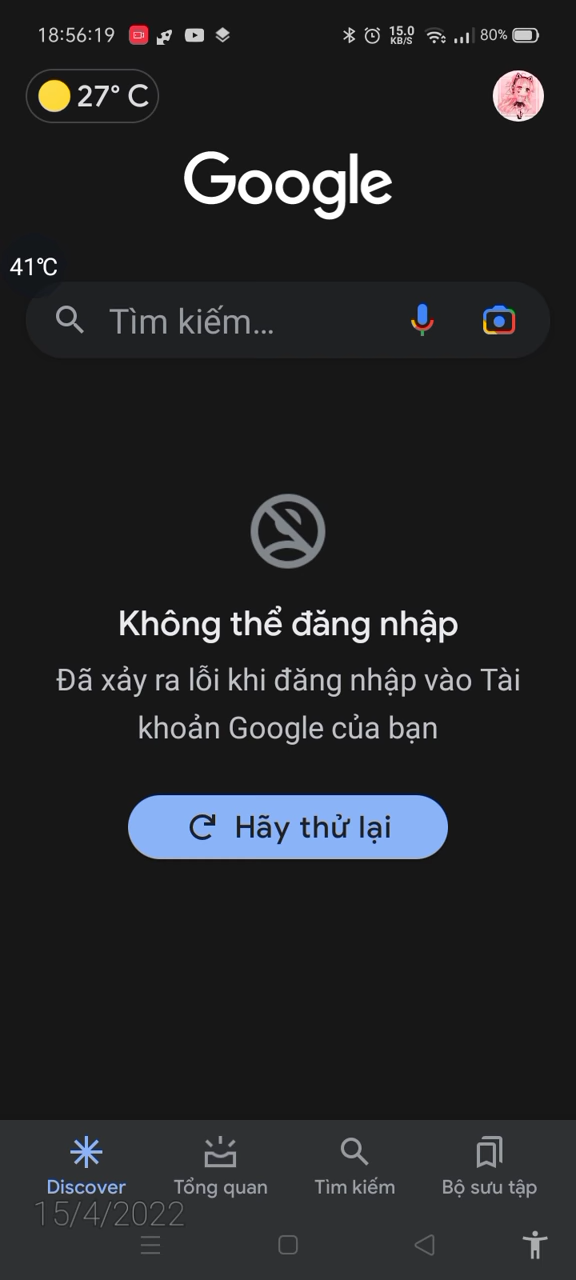 18:56:19 15.0 KB/S 80%
27° C
Google
41℃
Tìm kiếm...
Không thể đăng nhập
Đã xảy ra lỗi khi đăng nhập vào Tài
khoản Google của bạn
Hãy thử lại
Discover Tổng quan Tìm kiếm Bộ sưu tập
15/4/2022